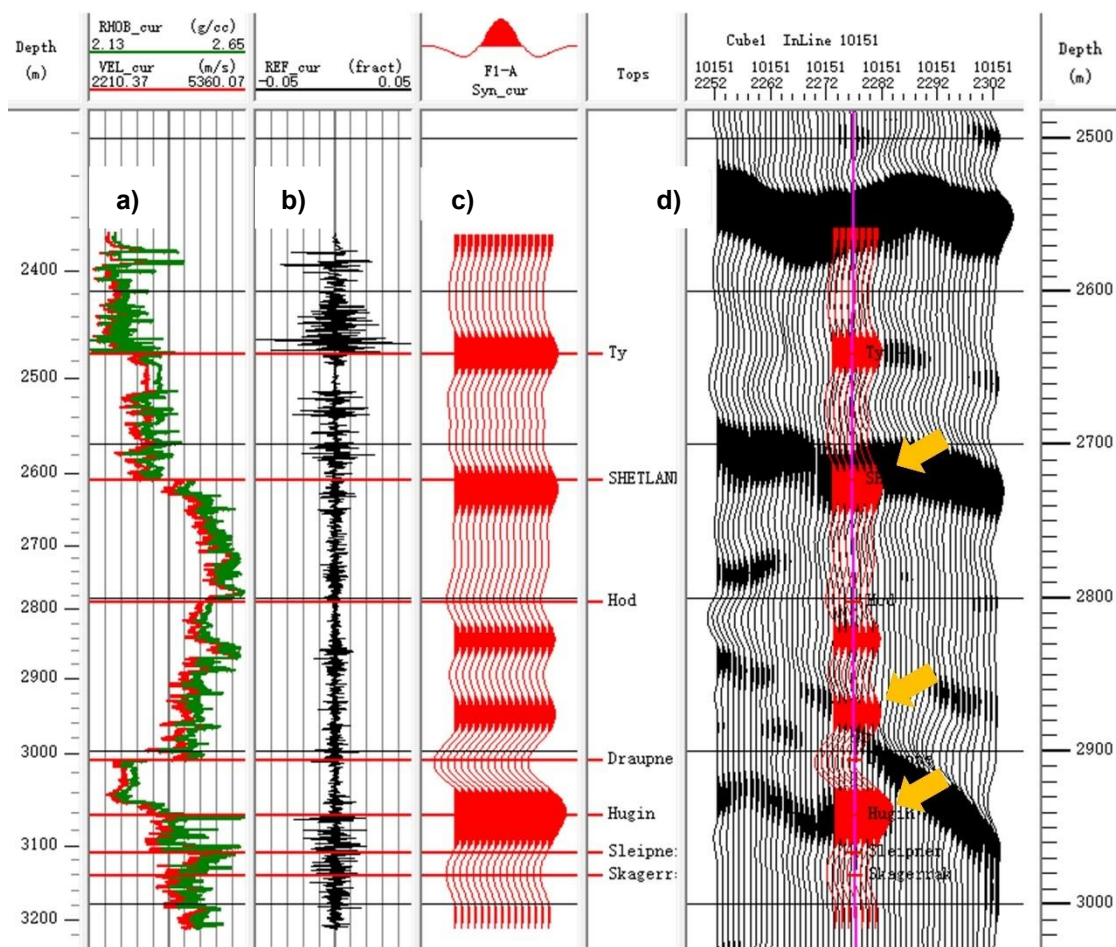 Depth
(m)
RHOB_cur (g/cc)
2.13 2.65
VEL_cur (m/s)
2210.37 5360.07
REF_cur (fract)
-0.05 0.05
F1-A
Syn_cur
Tops
Cube1 InLine 10151
10151 10151 10151 10151 10151 10151
2252 2262 2272 2282 2292 2302
Depth
(m)
a)
b)
c)
d)
2400
2500
2600
2700
2800
2900
3000
3100
3200
Ty
SHETLAND
Hod
Draupne
Hugin
Sleipner
Skagerr
Ty
SH
Hod
Hugin
Sleipner
Skagerrak
2500
2600
2700
2800
2900
3000